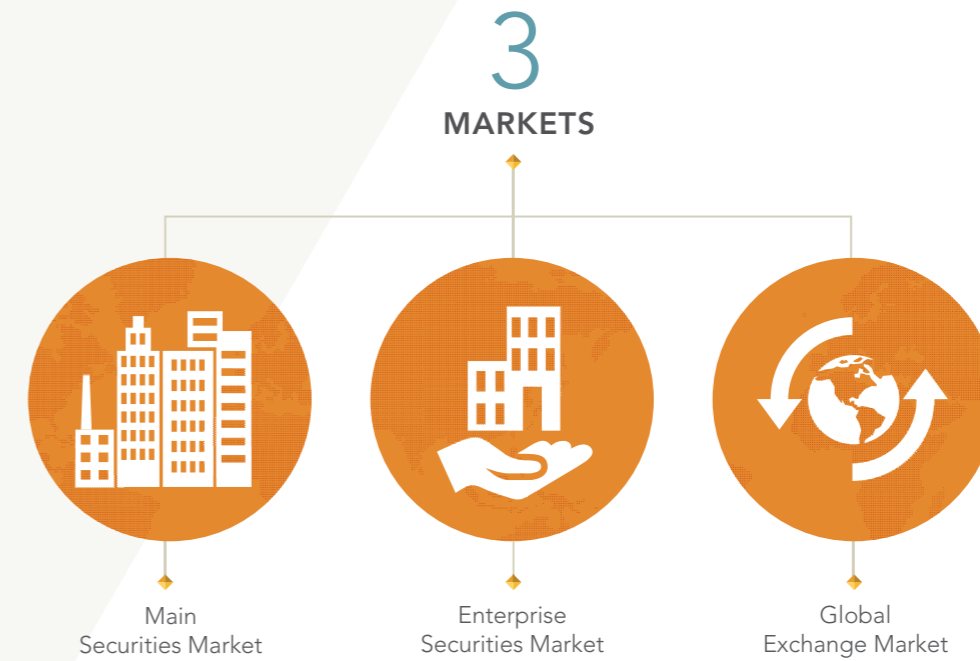 3
MARKETS
Main
Securities Market
Enterprise
Securities Market
Global
Exchange Market